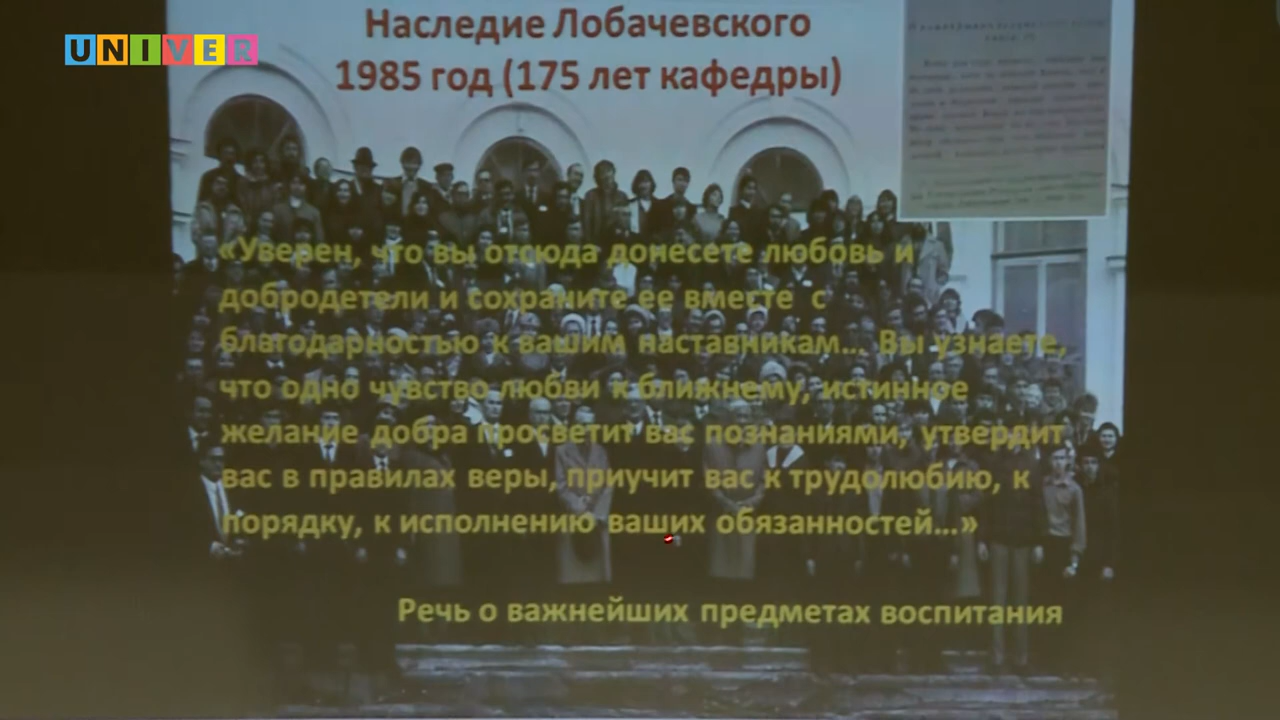 UNIVER
Наследие Лобачевского
1985 год (175 лет кафедры)
«Уверен, что вы отсюда донесете любовь и
добродетели и сохраните ее вместе с
благодарностью к вашим наставникам... Вы узнаете,
что одно чувство любви к ближнему, истинное
желание добра просветит вас познаниями, утвердит
вас в правилах веры, приучит вас к трудолюбию, к
порядку, к исполнению ваших обязанностей...»
Речь о важнейших предметах воспитания